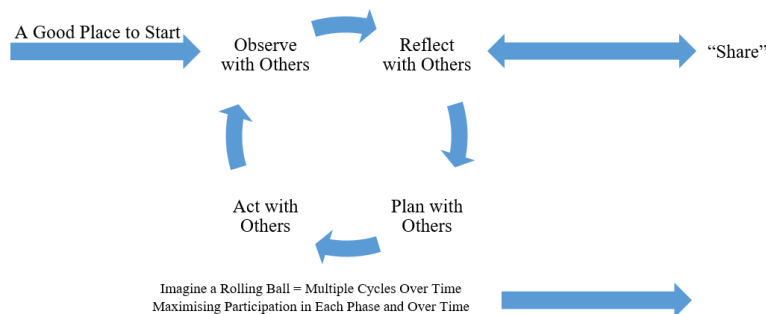 A Good Place to Start
Observe
with Others
Reflect
with Others
“Share”
Act with
Others
Plan with
Others
Imagine a Rolling Ball = Multiple Cycles Over Time
Maximising Participation in Each Phase and Over Time